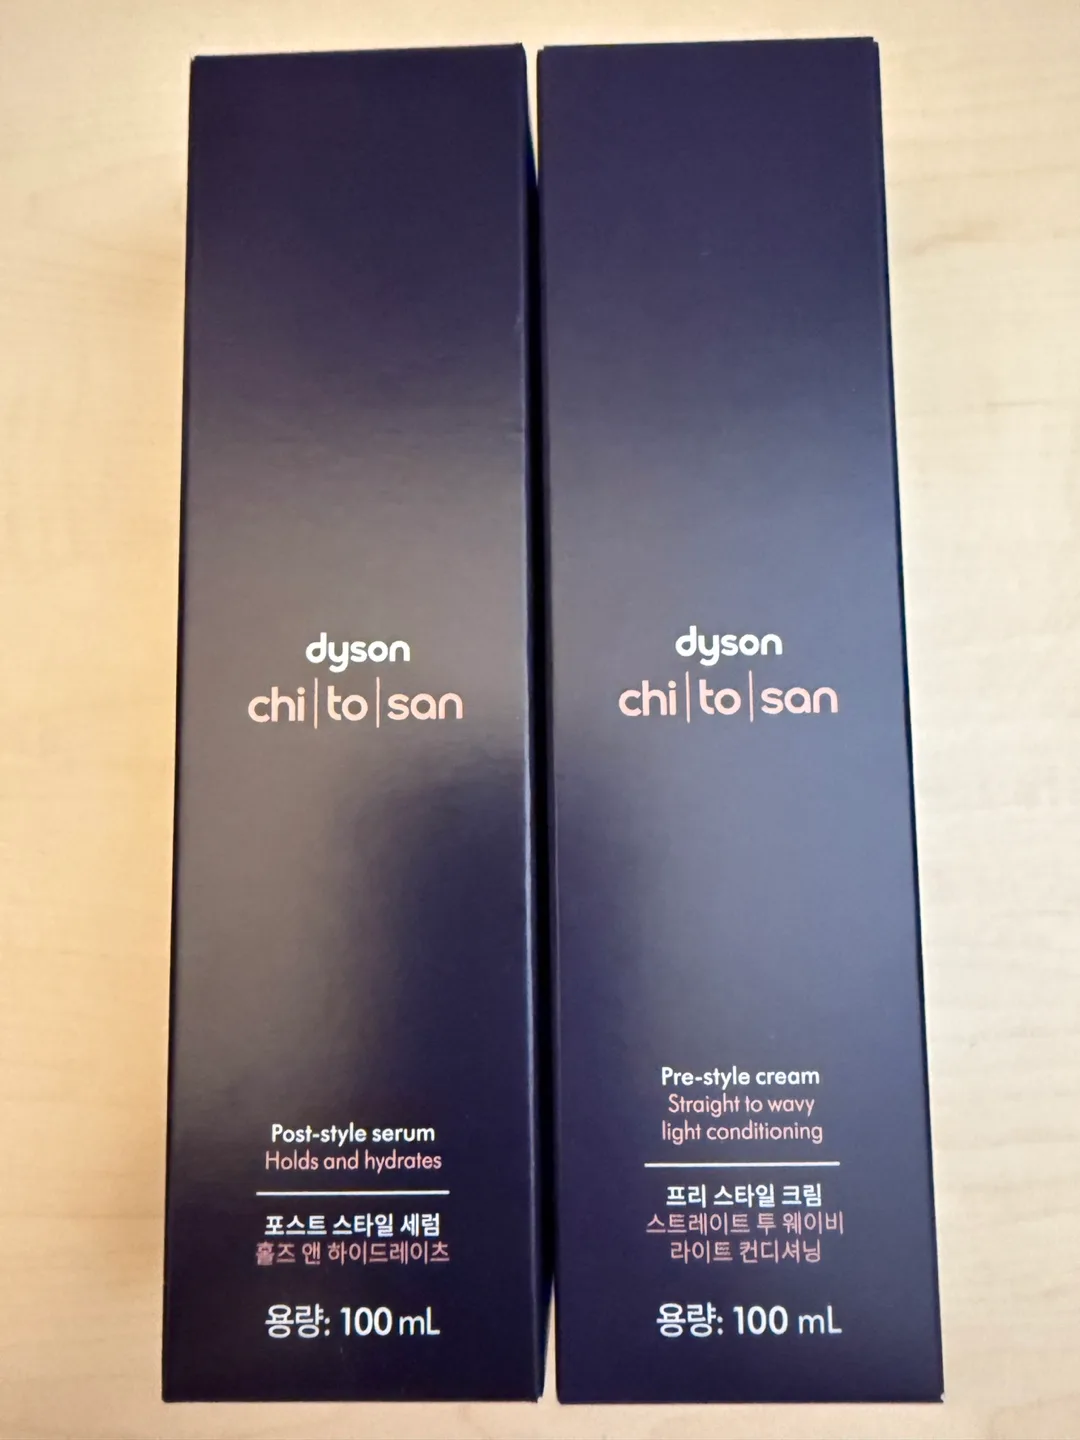 dyson
chi|to|san
Post-style serum
Holds and hydrates
포스트 스타일 세럼
홀즈 앤 하이드레이츠
용량: 100 mL
dyson
chi|to|san
Pre-style cream
Straight to wavy
light conditioning
프리 스타일 크림
스트레이트 투 웨이비
라이트 컨디셔닝
용량: 100 mL